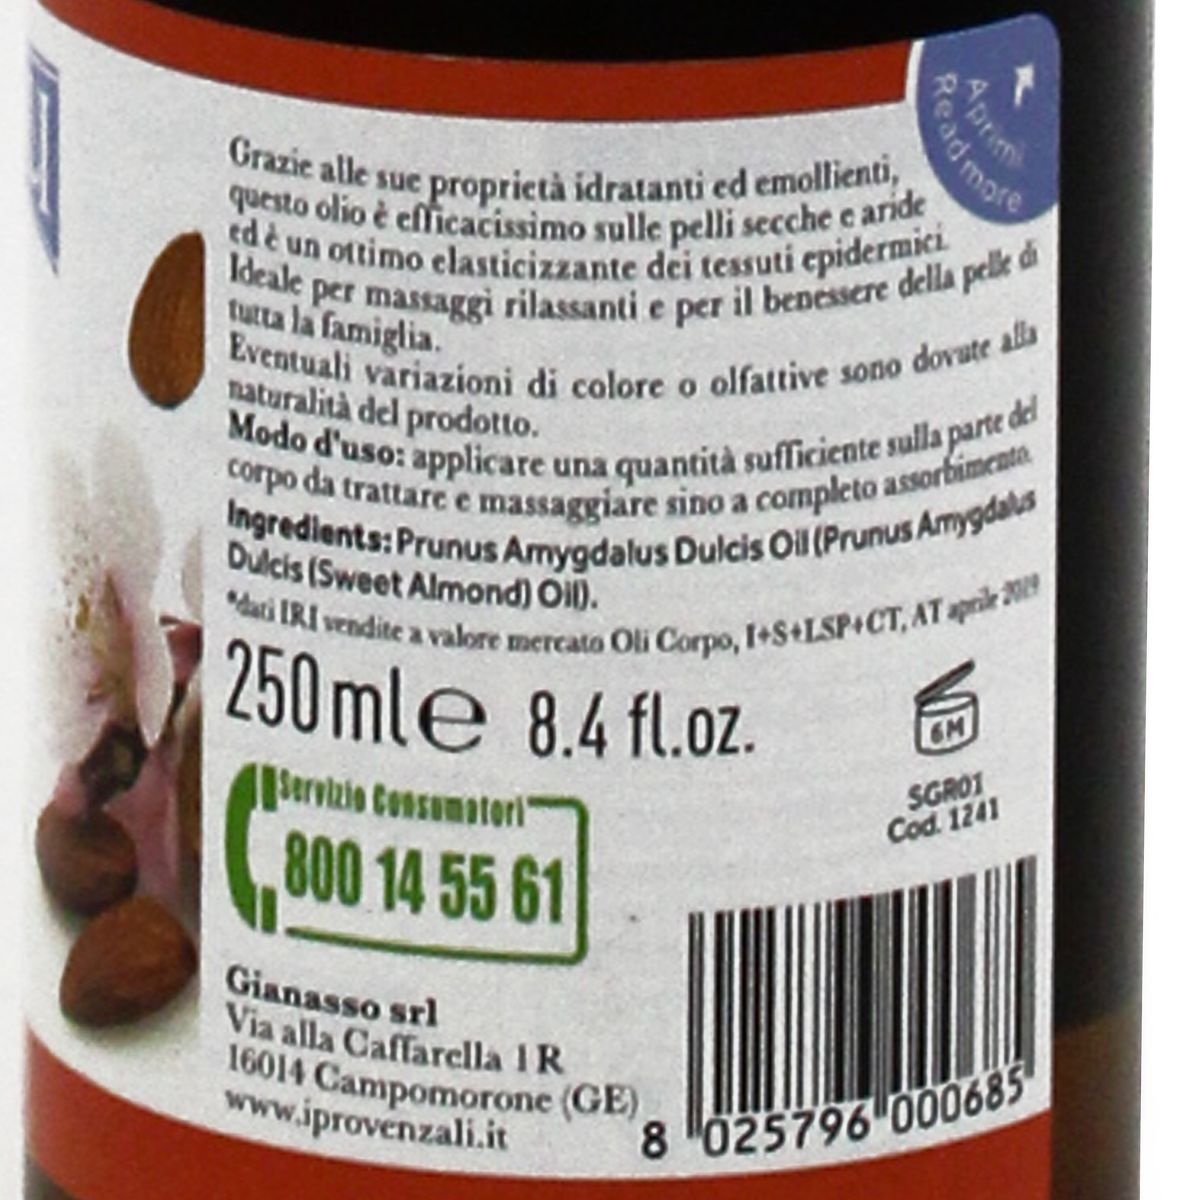 Aprimi
Read more
Grazie alle sue proprietà idratanti ed emollienti,
questo olio è efficacissimo sulle pelli secche e aride
ed è un ottimo elasticizzante dei tessuti epidermici.
Ideale per massaggi rilassanti e per il benessere della pelle di
tutta la famiglia.
Eventuali variazioni di colore o olfattive sono dovute alla
naturalità del prodotto.
Modo d'uso: applicare una quantità sufficiente sulla parte del
corpo da trattare e massaggiare sino a completo assorbimento.
Ingredients: Prunus Amygdalus Dulcis Oil (Prunus Amygdalus
Dulcis (Sweet Almond) Oil).
*dati IRI vendite a valore mercato Oli Corpo, I+S+LSP+CT, AT aprile 2019
250 ml e 8.4 fl.oz.
6M
SGR01
Cod. 1241
Servizio Consumatori
800 14 55 61
Gianasso srl
Via alla Caffarella 1 R
16014 Campomorone (GE)
www.iprovenzali.it
8 025796 000685